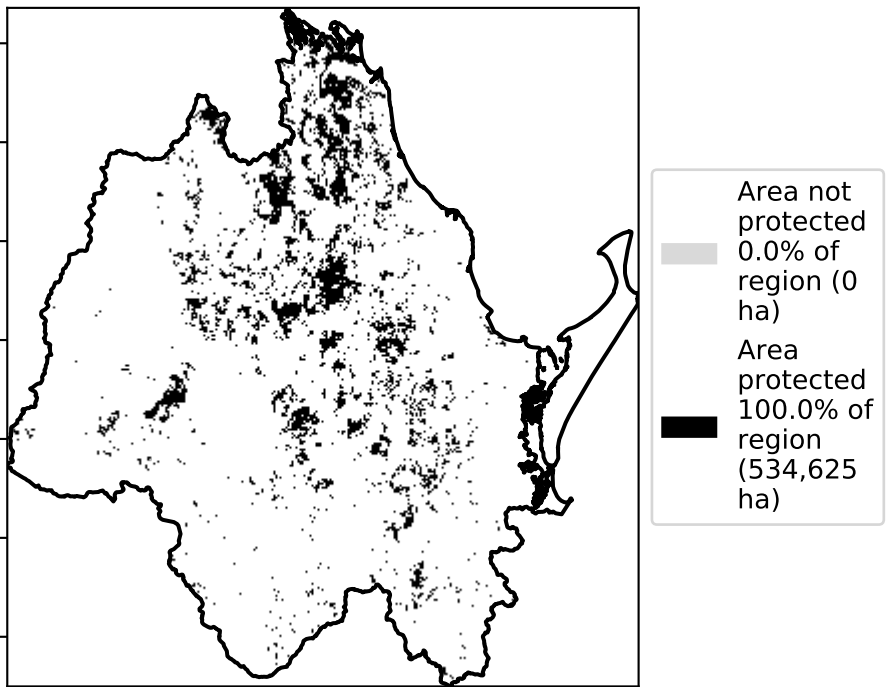 Area not
protected
0.0% of
region (0
ha)
Area
protected
100.0% of
region
(534,625
ha)